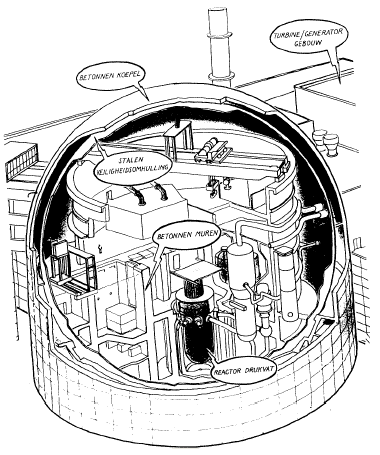 TURBINE/GENERATOR
GEBOUW
BETONNEN KOEPEL
STALEN
VEILIGHEIDSOMHULLING
BETONNEN MUREN
REACTOR DRUKVAT